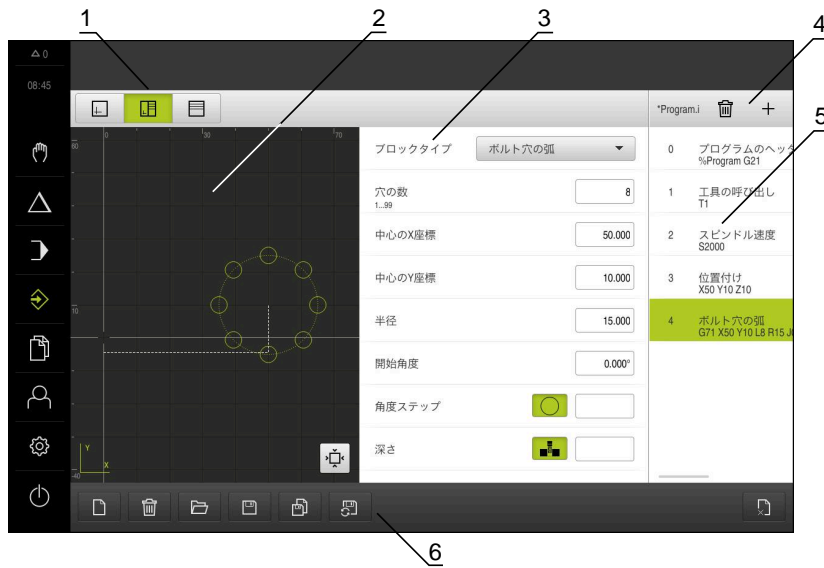 1
2
3
4
5
6
0
08:45
*Program.i
60
0
30
70
10
-40
Y
X
ブロックタイプ
ボルト穴の弧
穴の数
1...99
8
中心のX座標
50.000
中心のY座標
10.000
半径
15.000
開始角度
0.000°
角度ステップ
深さ
0 プログラムのヘッタ
%Program G21
1 工具の呼び出し
T1
2 スピンドル速度
S2000
3 位置付け
X50 Y10 Z10
4 ボルト穴の弧
G71 X50 Y10 L8 R15